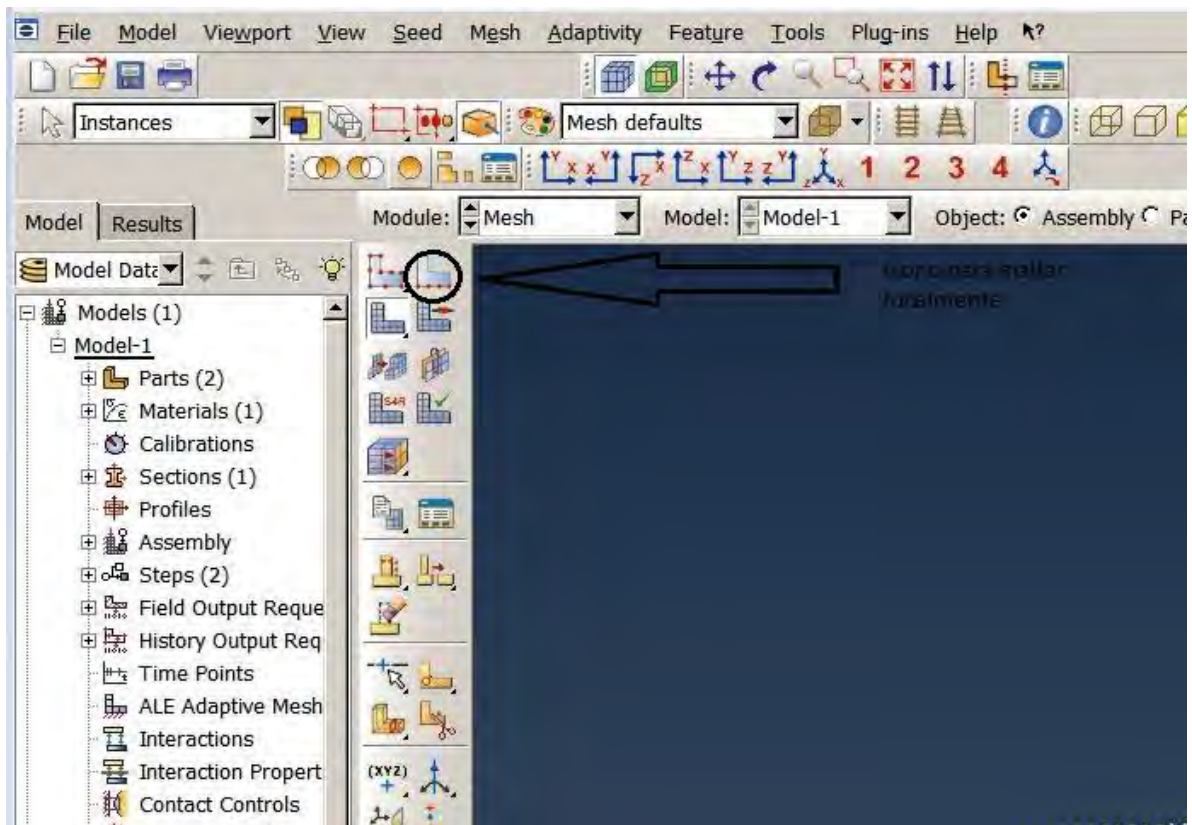 File Model Viewport View Seed Mesh Adaptivity Feature Tools Plug-ins Help
Instances Mesh defaults
1 2 3 4
Model Results Module: Mesh Model: Model-1 Object: Assembly Pa
Model Data
Models (1)
Model-1
Parts (2)
Materials (1)
Calibrations
Sections (1)
Profiles
Assembly
Steps (2)
Field Output Reque
History Output Req
Time Points
ALE Adaptive Mesh
Interactions
Interaction Propert
Contact Controls
(XYZ)